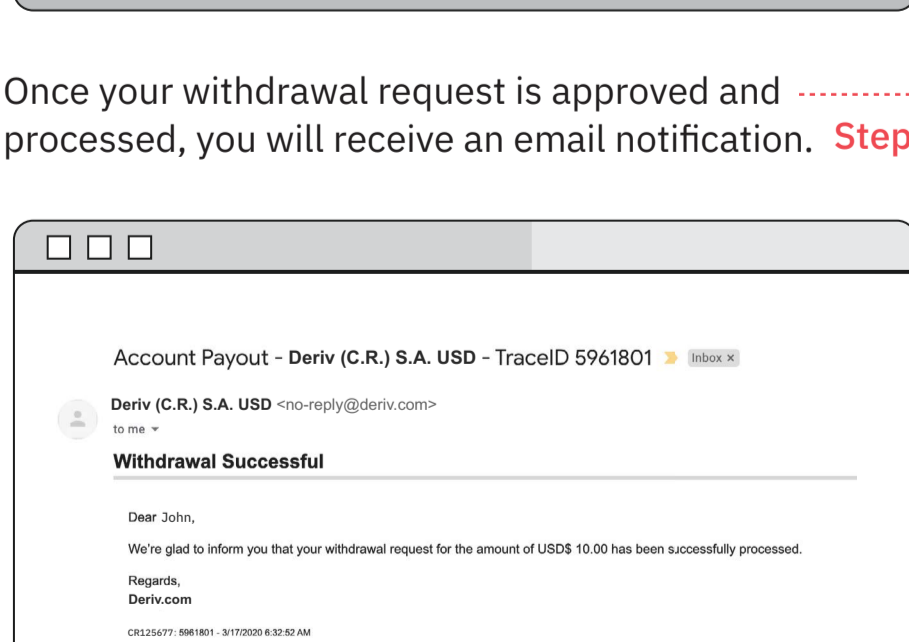 Once your withdrawal request is approved and
processed, you will receive an email notification. Step
Account Payout - Deriv (C.R.) S.A. USD - TraceID 5961801 Inbox ×
Deriv (C.R.) S.A. USD <no-reply@deriv.com>
to me
Withdrawal Successful
Dear John,
We're glad to inform you that your withdrawal request for the amount of USD$ 10.00 has been successfully processed.
Regards,
Deriv.com
CR125677: 5961801 - 3/17/2020 6:32:52 AM